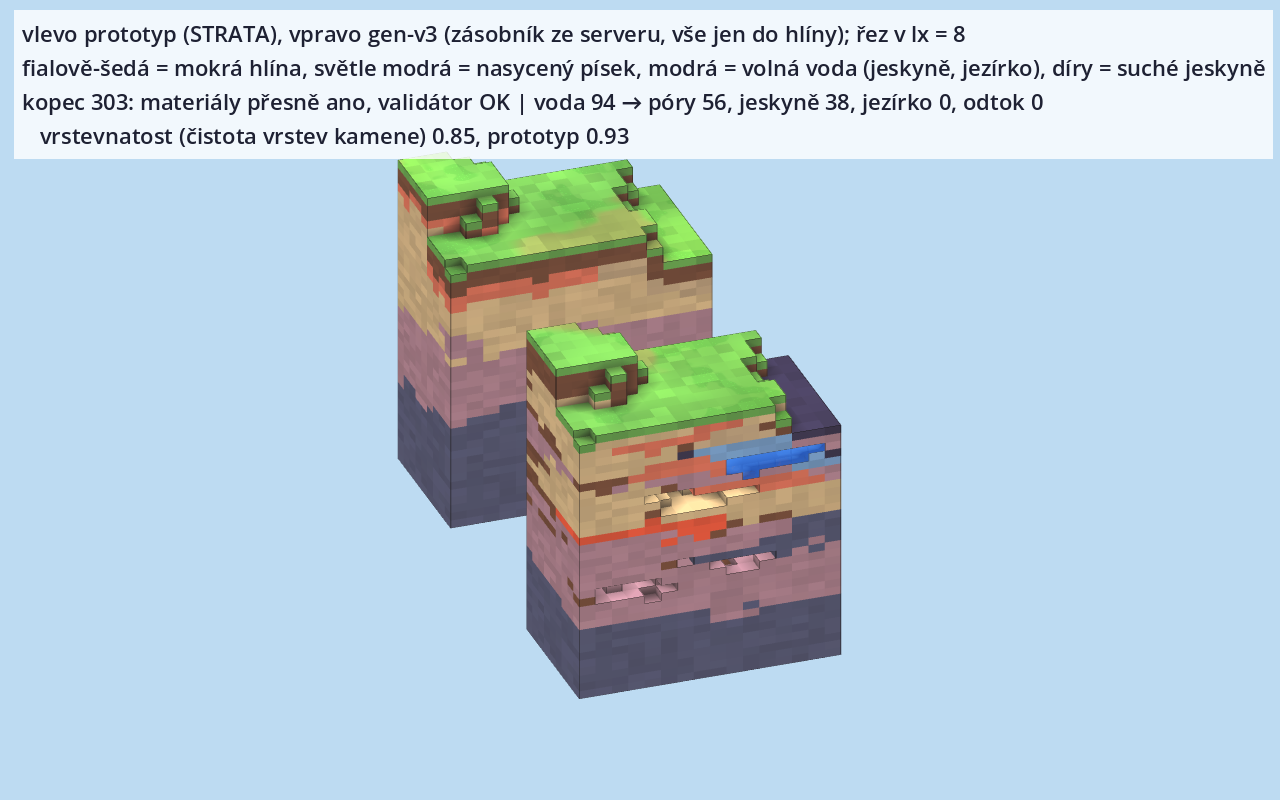 vlevo prototyp (STRATA), vpravo gen-v3 (zásobník ze serveru, vše jen do hlíny); řez v lx = 8
fialově-šedá = mokrá hlína, světle modrá = nasycený písek, modrá = volná voda (jeskyně, jezírko), díry = suché jeskyně
kopec 303: materiály přesně ano, validátor OK | voda 94 → póry 56, jeskyně 38, jezírko 0, odtok 0
vrstevnatost (čistota vrstev kamene) 0.85, prototyp 0.93